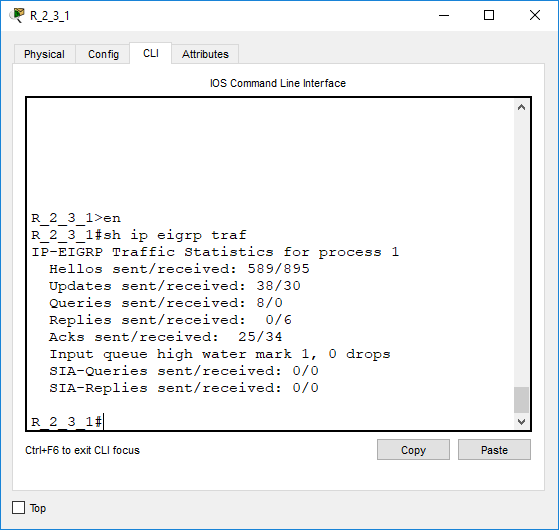 R_2_3_1
Physical Config CLI Attributes
IOS Command Line Interface
R_2_3_1>en
R_2_3_1#sh ip eigrp traf
IP-EIGRP Traffic Statistics for process 1
  Hellos sent/received: 589/895
  Updates sent/received: 38/30
  Queries sent/received: 8/0
  Replies sent/received:  0/6
  Acks sent/received:  25/34
  Input queue high water mark 1, 0 drops
  SIA-Queries sent/received: 0/0
  SIA-Replies sent/received: 0/0
R_2_3_1#
Ctrl+F6 to exit CLI focus Copy Paste
Top